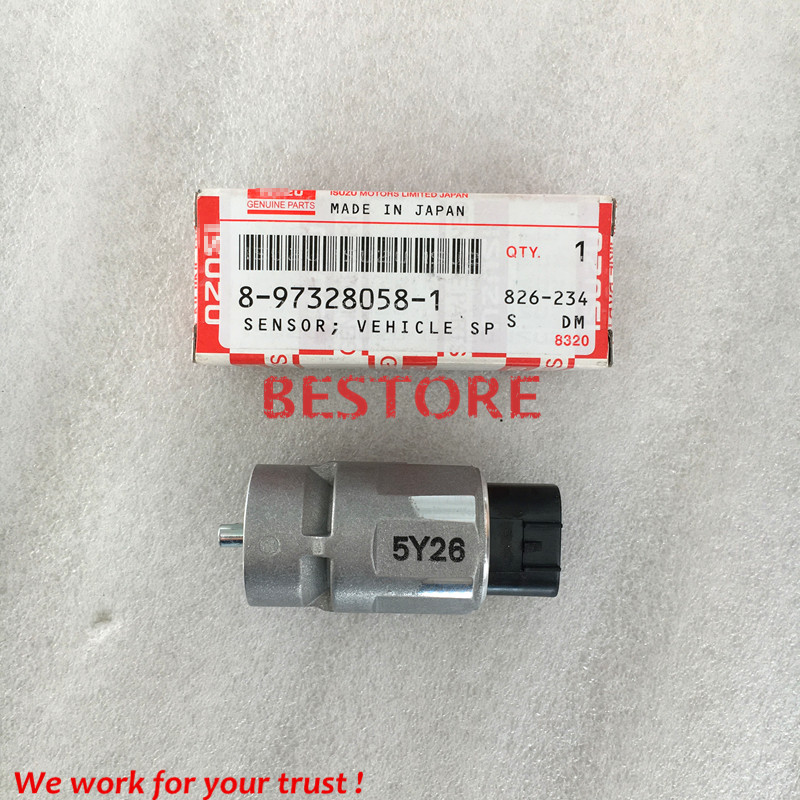 ISUZU MOTORS LIMITED JAPAN
GENUINE PARTS
MADE IN JAPAN
QTY. 1
8-97328058-1
826-234
SENSOR; VEHICLE SP
S DM
8320
BESTORE
5Y26
We work for your trust !